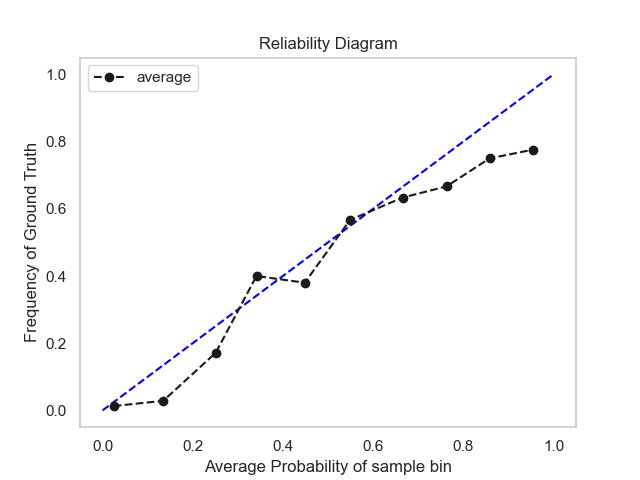 Reliability Diagram
average
Frequency of Ground Truth
1.0
0.8
0.6
0.4
0.2
0.0
0.0 0.2 0.4 0.6 0.8 1.0
Average Probability of sample bin